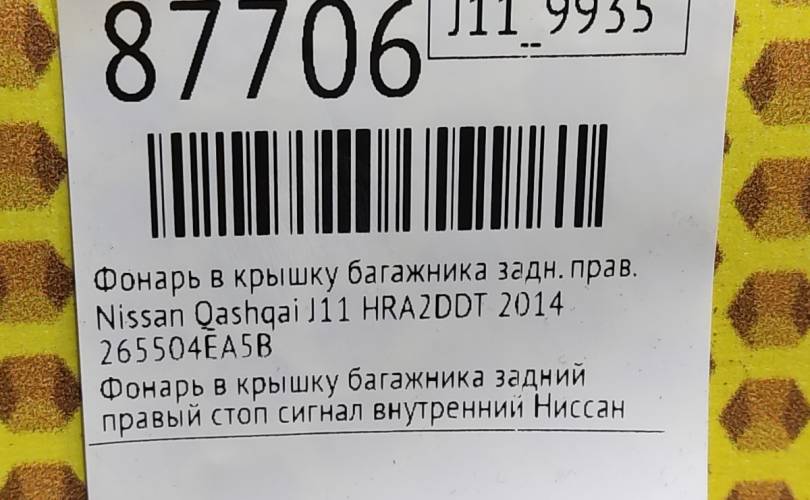 87706
J11_9935
Фонарь в крышку багажника задн. прав.
Nissan Qashqai J11 HRA2DDT 2014
265504EA5B
Фонарь в крышку багажника задний
правый стоп сигнал внутренний Ниссан